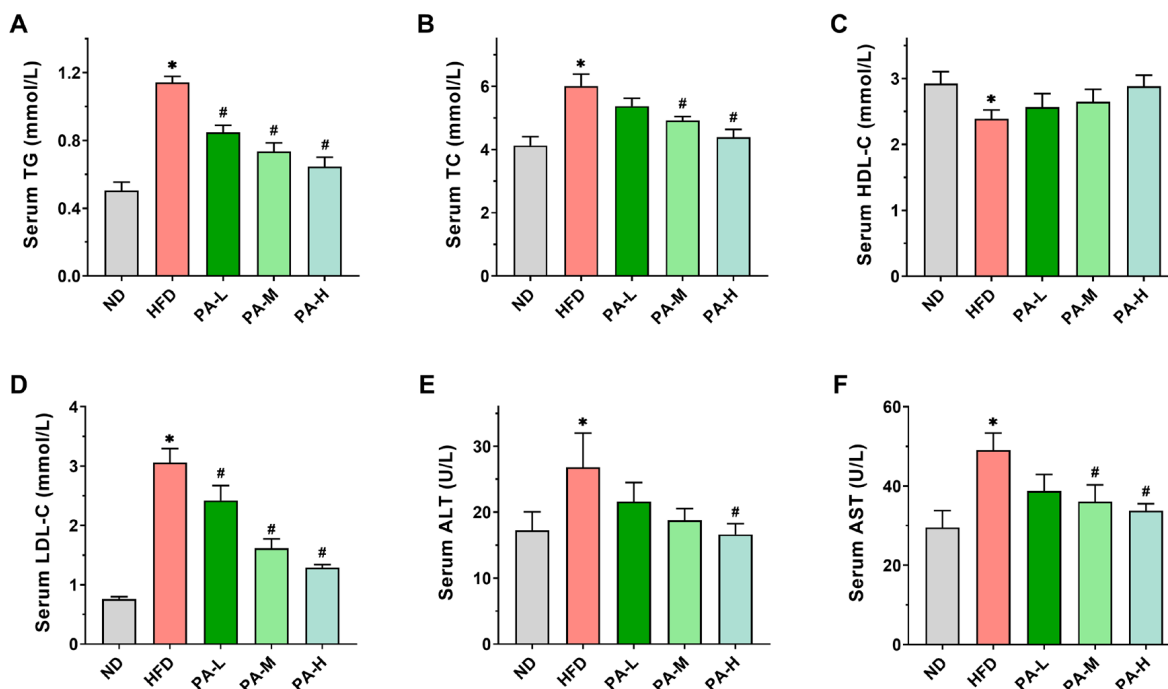 A
Serum TG (mmol/L)
1.2
0.8
0.4
0.0
*
#
#
#
ND
HFD
PA-L
PA-M
PA-H
B
Serum TC (mmol/L)
6
4
2
0
*
#
#
ND
HFD
PA-L
PA-M
PA-H
C
Serum HDL-C (mmol/L)
3
2
1
0
*
ND
HFD
PA-L
PA-M
PA-H
D
Serum LDL-C (mmol/L)
4
3
2
1
0
*
#
#
#
ND
HFD
PA-L
PA-M
PA-H
E
Serum ALT (U/L)
30
20
10
0
*
#
ND
HFD
PA-L
PA-M
PA-H
F
Serum AST (U/L)
60
40
20
0
*
#
#
ND
HFD
PA-L
PA-M
PA-H